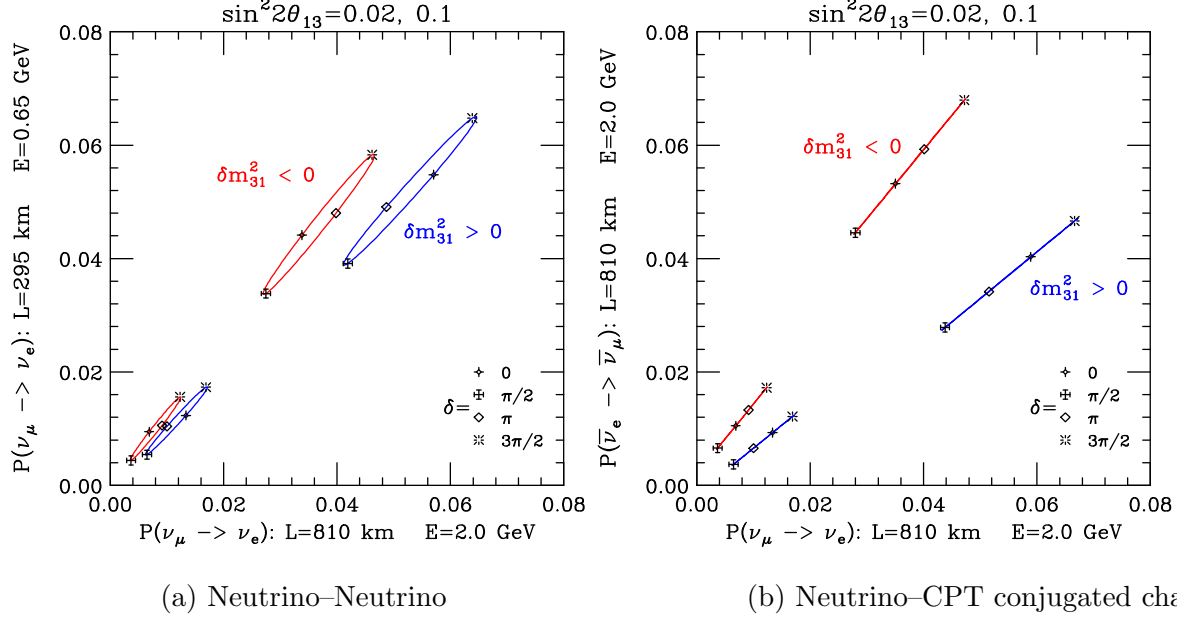 sin²2θ₁₃=0.02, 0.1
P(ν_μ -> ν_e): L=295 km E=0.65 GeV
0.08
0.06
0.04
0.02
0.00
δm²₃₁ < 0
δm²₃₁ > 0
δ=
0
π/2
π
3π/2
0.00 0.02 0.04 0.06 0.08
P(ν_μ -> ν_e): L=810 km E=2.0 GeV
(a) Neutrino–Neutrino
sin²2θ₁₃=0.02, 0.1
P(ν̅_e -> ν̅_μ): L=810 km E=2.0 GeV
0.08
0.06
0.04
0.02
0.00
δm²₃₁ < 0
δm²₃₁ > 0
δ=
0
π/2
π
3π/2
0.00 0.02 0.04 0.06 0.08
P(ν_μ -> ν_e): L=810 km E=2.0 GeV
(b) Neutrino–CPT conjugated cha